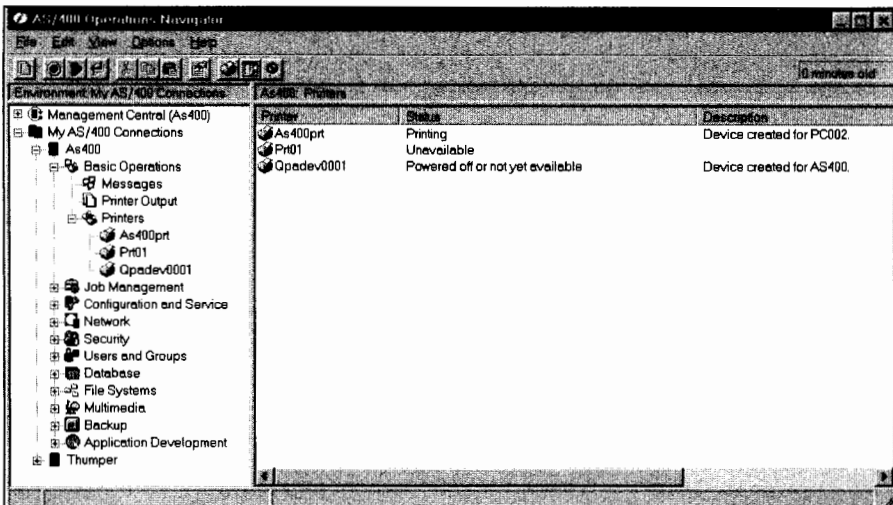 AS/400 Operations Navigator
File Edit View Options Help
0 minutes old
Environment: My AS/400 Connections
As400: Printers
Management Central (As400)
My AS/400 Connections
As400
Basic Operations
Messages
Printer Output
Printers
As400prt
Prt01
Qpadev0001
Job Management
Configuration and Service
Network
Security
Users and Groups
Database
File Systems
Multimedia
Backup
Application Development
Thumper
Printer Status Description
As400prt Printing Device created for PC002.
Prt01 Unavailable
Qpadev0001 Powered off or not yet available Device created for AS400.